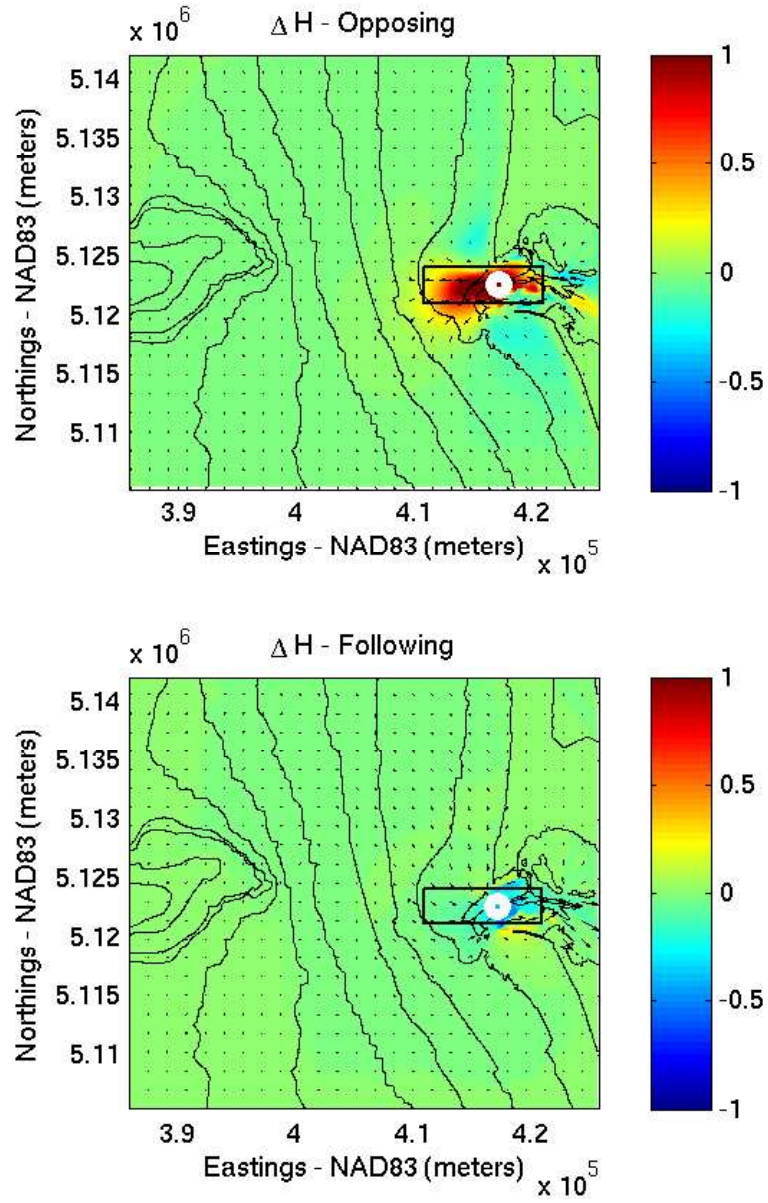 x 10^6
Δ H - Opposing
Northings - NAD83 (meters)
5.14
5.135
5.13
5.125
5.12
5.115
5.11
3.9 4 4.1 4.2
Eastings - NAD83 (meters)
x 10^5
1
0.5
0
-0.5
-1
x 10^6
Δ H - Following
Northings - NAD83 (meters)
5.14
5.135
5.13
5.125
5.12
5.115
5.11
3.9 4 4.1 4.2
Eastings - NAD83 (meters)
x 10^5
1
0.5
0
-0.5
-1